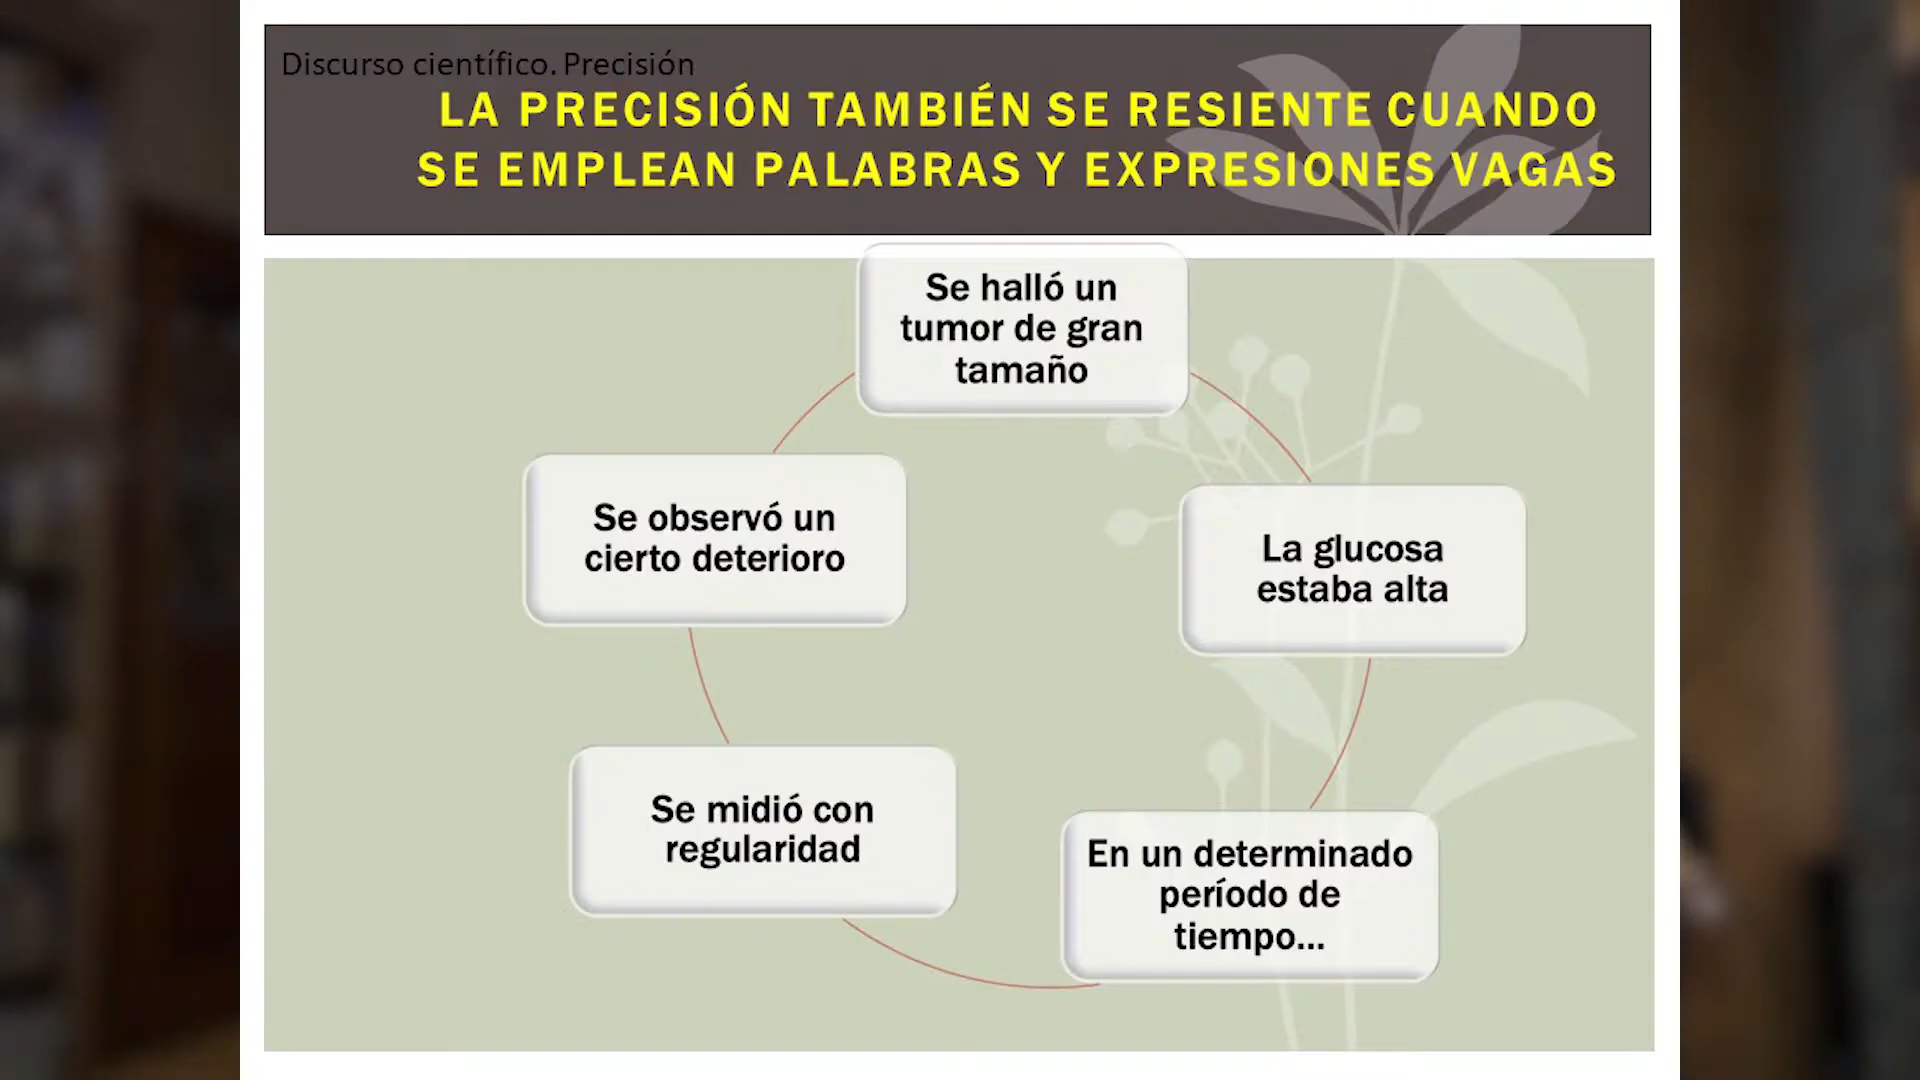 Discurso científico. Precisión
LA PRECISIÓN TAMBIÉN SE RESIENTE CUANDO
SE EMPLEAN PALABRAS Y EXPRESIONES VAGAS
Se halló un
tumor de gran
tamaño
La glucosa
estaba alta
En un determinado
período de
tiempo...
Se midió con
regularidad
Se observó un
cierto deterioro